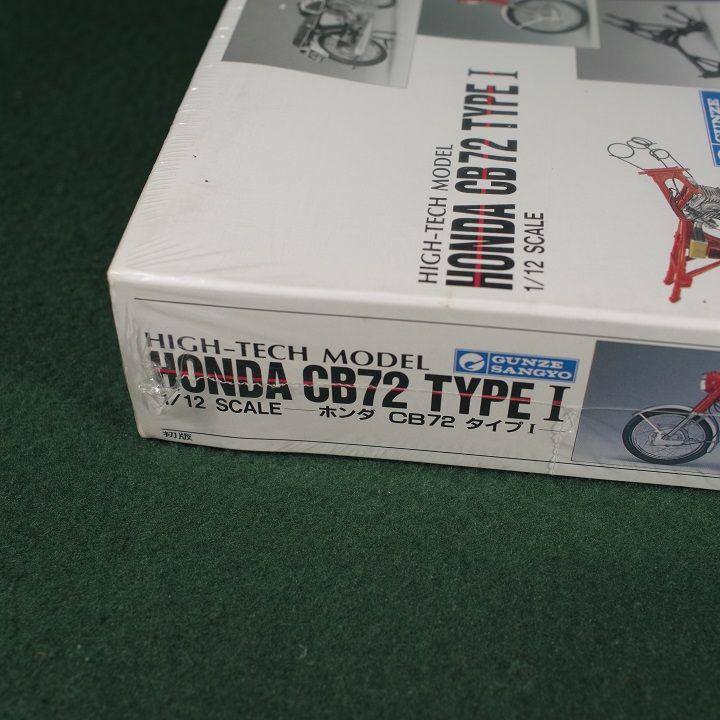 HIGH-TECH MODEL
HONDA CB72 TYPE I
1/12 SCALE
GUNZE
HIGH-TECH MODEL
GUNZE
SANGYO
HONDA CB72 TYPE I
1/12 SCALE ホンダ CB72 タイプI
初版